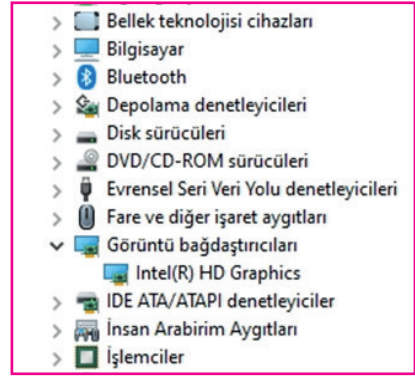 Bellek teknolojisi cihazları
Bilgisayar
Bluetooth
Depolama denetleyicileri
Disk sürücüleri
DVD/CD-ROM sürücüleri
Evrensel Seri Veri Yolu denetleyicileri
Fare ve diğer işaret aygıtları
Görüntü bağdaştırıcıları
Intel(R) HD Graphics
IDE ATA/ATAPI denetleyiciler
İnsan Arabirim Aygıtları
İşlemciler